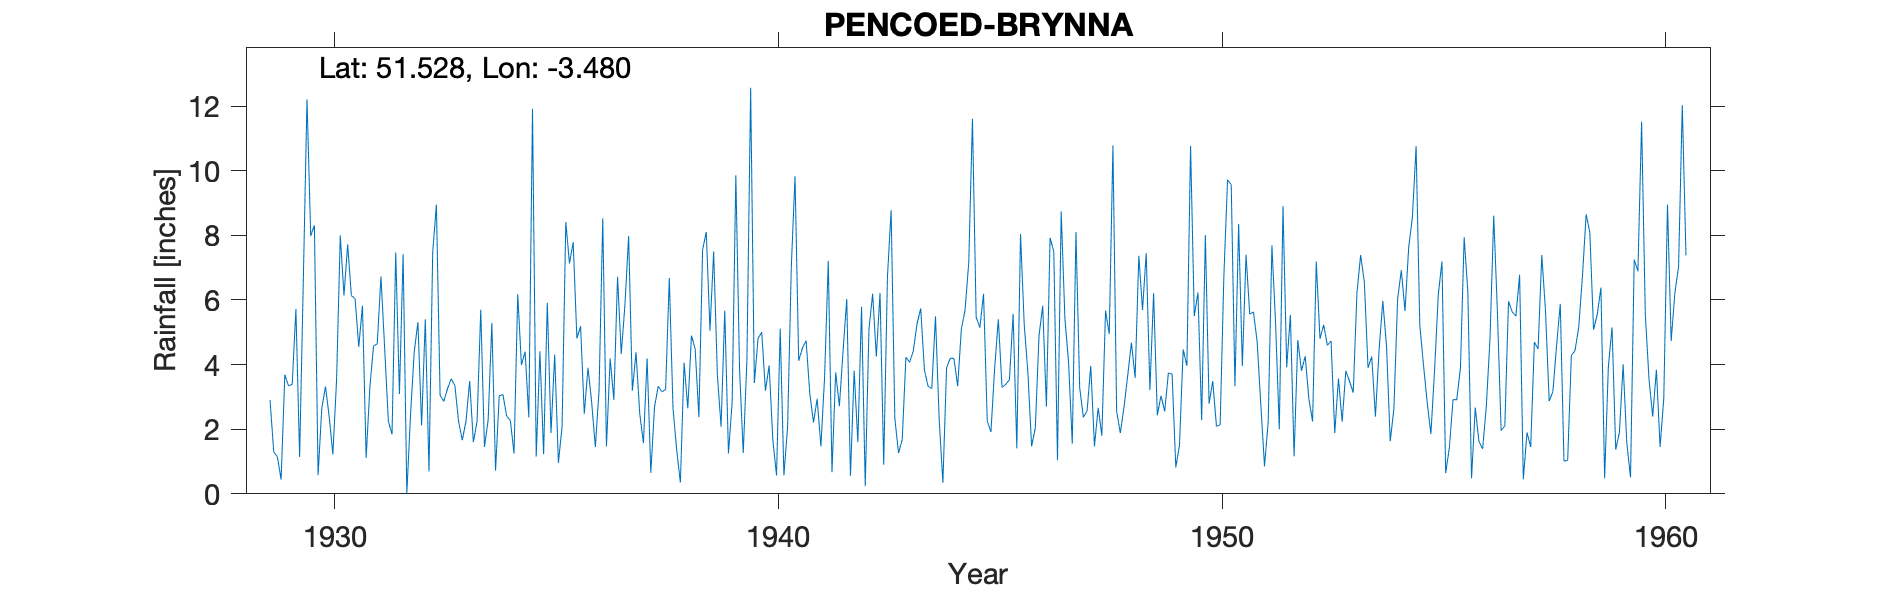 PENCOED-BRYNNA
Lat: 51.528, Lon: -3.480
Rainfall [inches]
12
10
8
6
4
2
0
1930 1940 1950 1960
Year